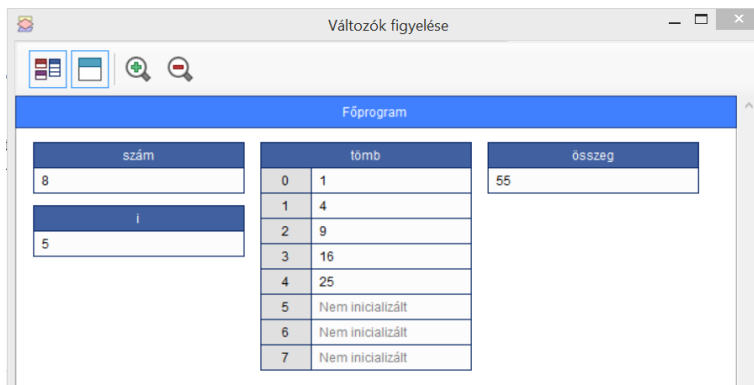 Változók figyelése
Főprogram
szám
8
i
5
tömb
0 1
1 4
2 9
3 16
4 25
5 Nem inicializált
6 Nem inicializált
7 Nem inicializált
összeg
55